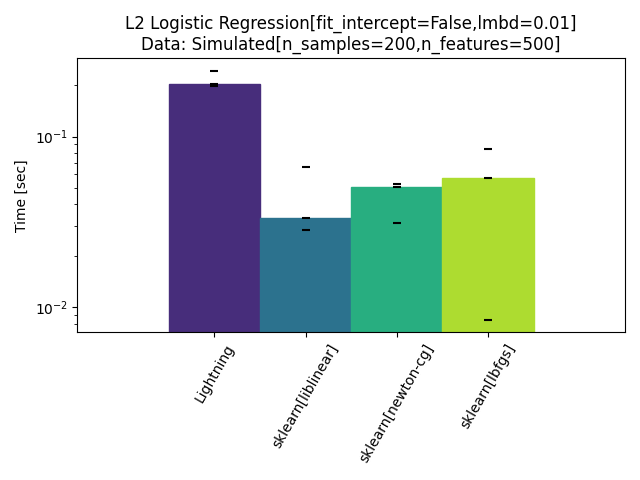 L2 Logistic Regression[fit_intercept=False,lmbd=0.01]
Data: Simulated[n_samples=200,n_features=500]
Time [sec]
10⁻¹
10⁻²
Lightning
sklearn[liblinear]
sklearn[newton-cg]
sklearn[lbfgs]